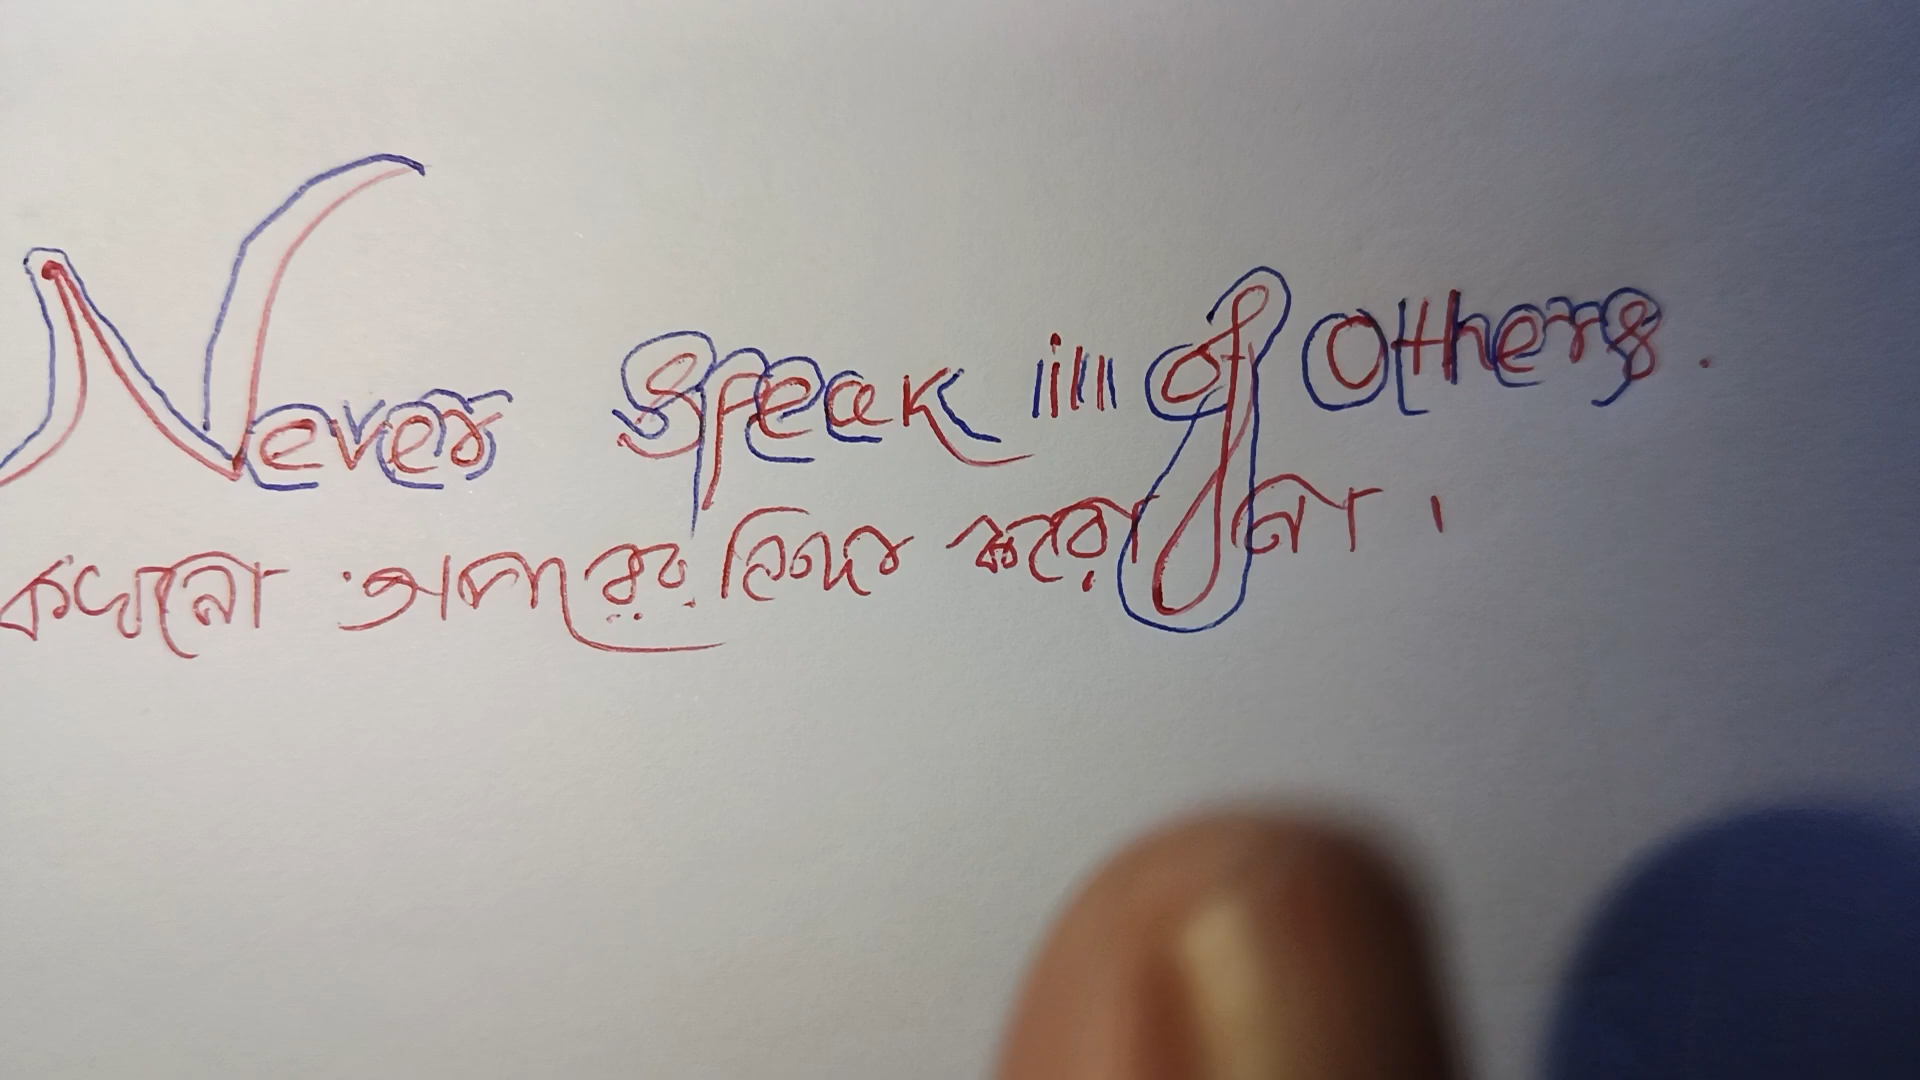 Never Speak ill of Others.
কখনো অপরের নিন্দা করো না।